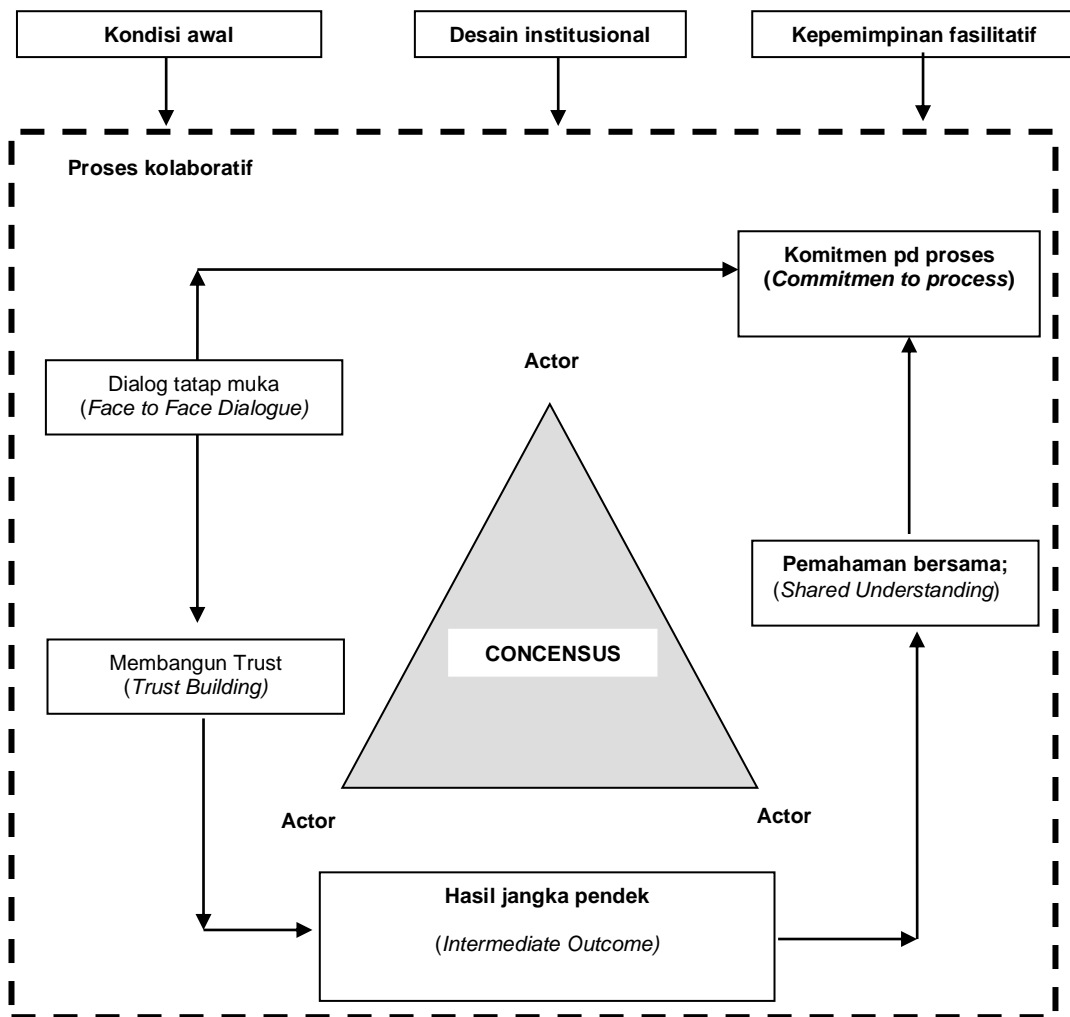 Kondisi awal
Desain institusional
Kepemimpinan fasilitatif
Proses kolaboratif
Komitmen pd proses
(Commitmen to process)
Actor
Dialog tatap muka
(Face to Face Dialogue)
Pemahaman bersama;
(Shared Understanding)
CONCENSUS
Membangun Trust
(Trust Building)
Actor
Actor
Hasil jangka pendek
(Intermediate Outcome)